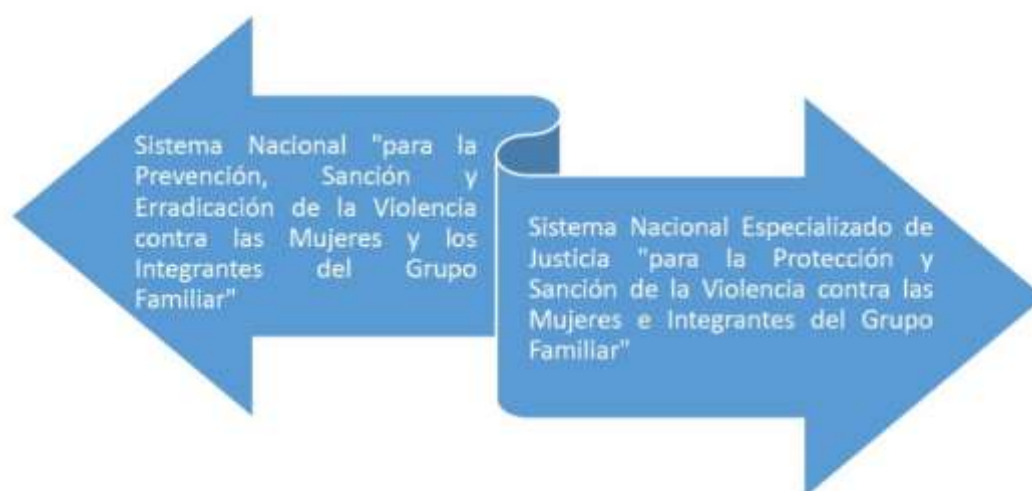 Sistema Nacional "para la
Prevención, Sanción y
Erradicación de la Violencia
contra las Mujeres y los
Integrantes del Grupo
Familiar"
Sistema Nacional Especializado de
Justicia "para la Protección y
Sanción de la Violencia contra las
Mujeres e Integrantes del Grupo
Familiar"